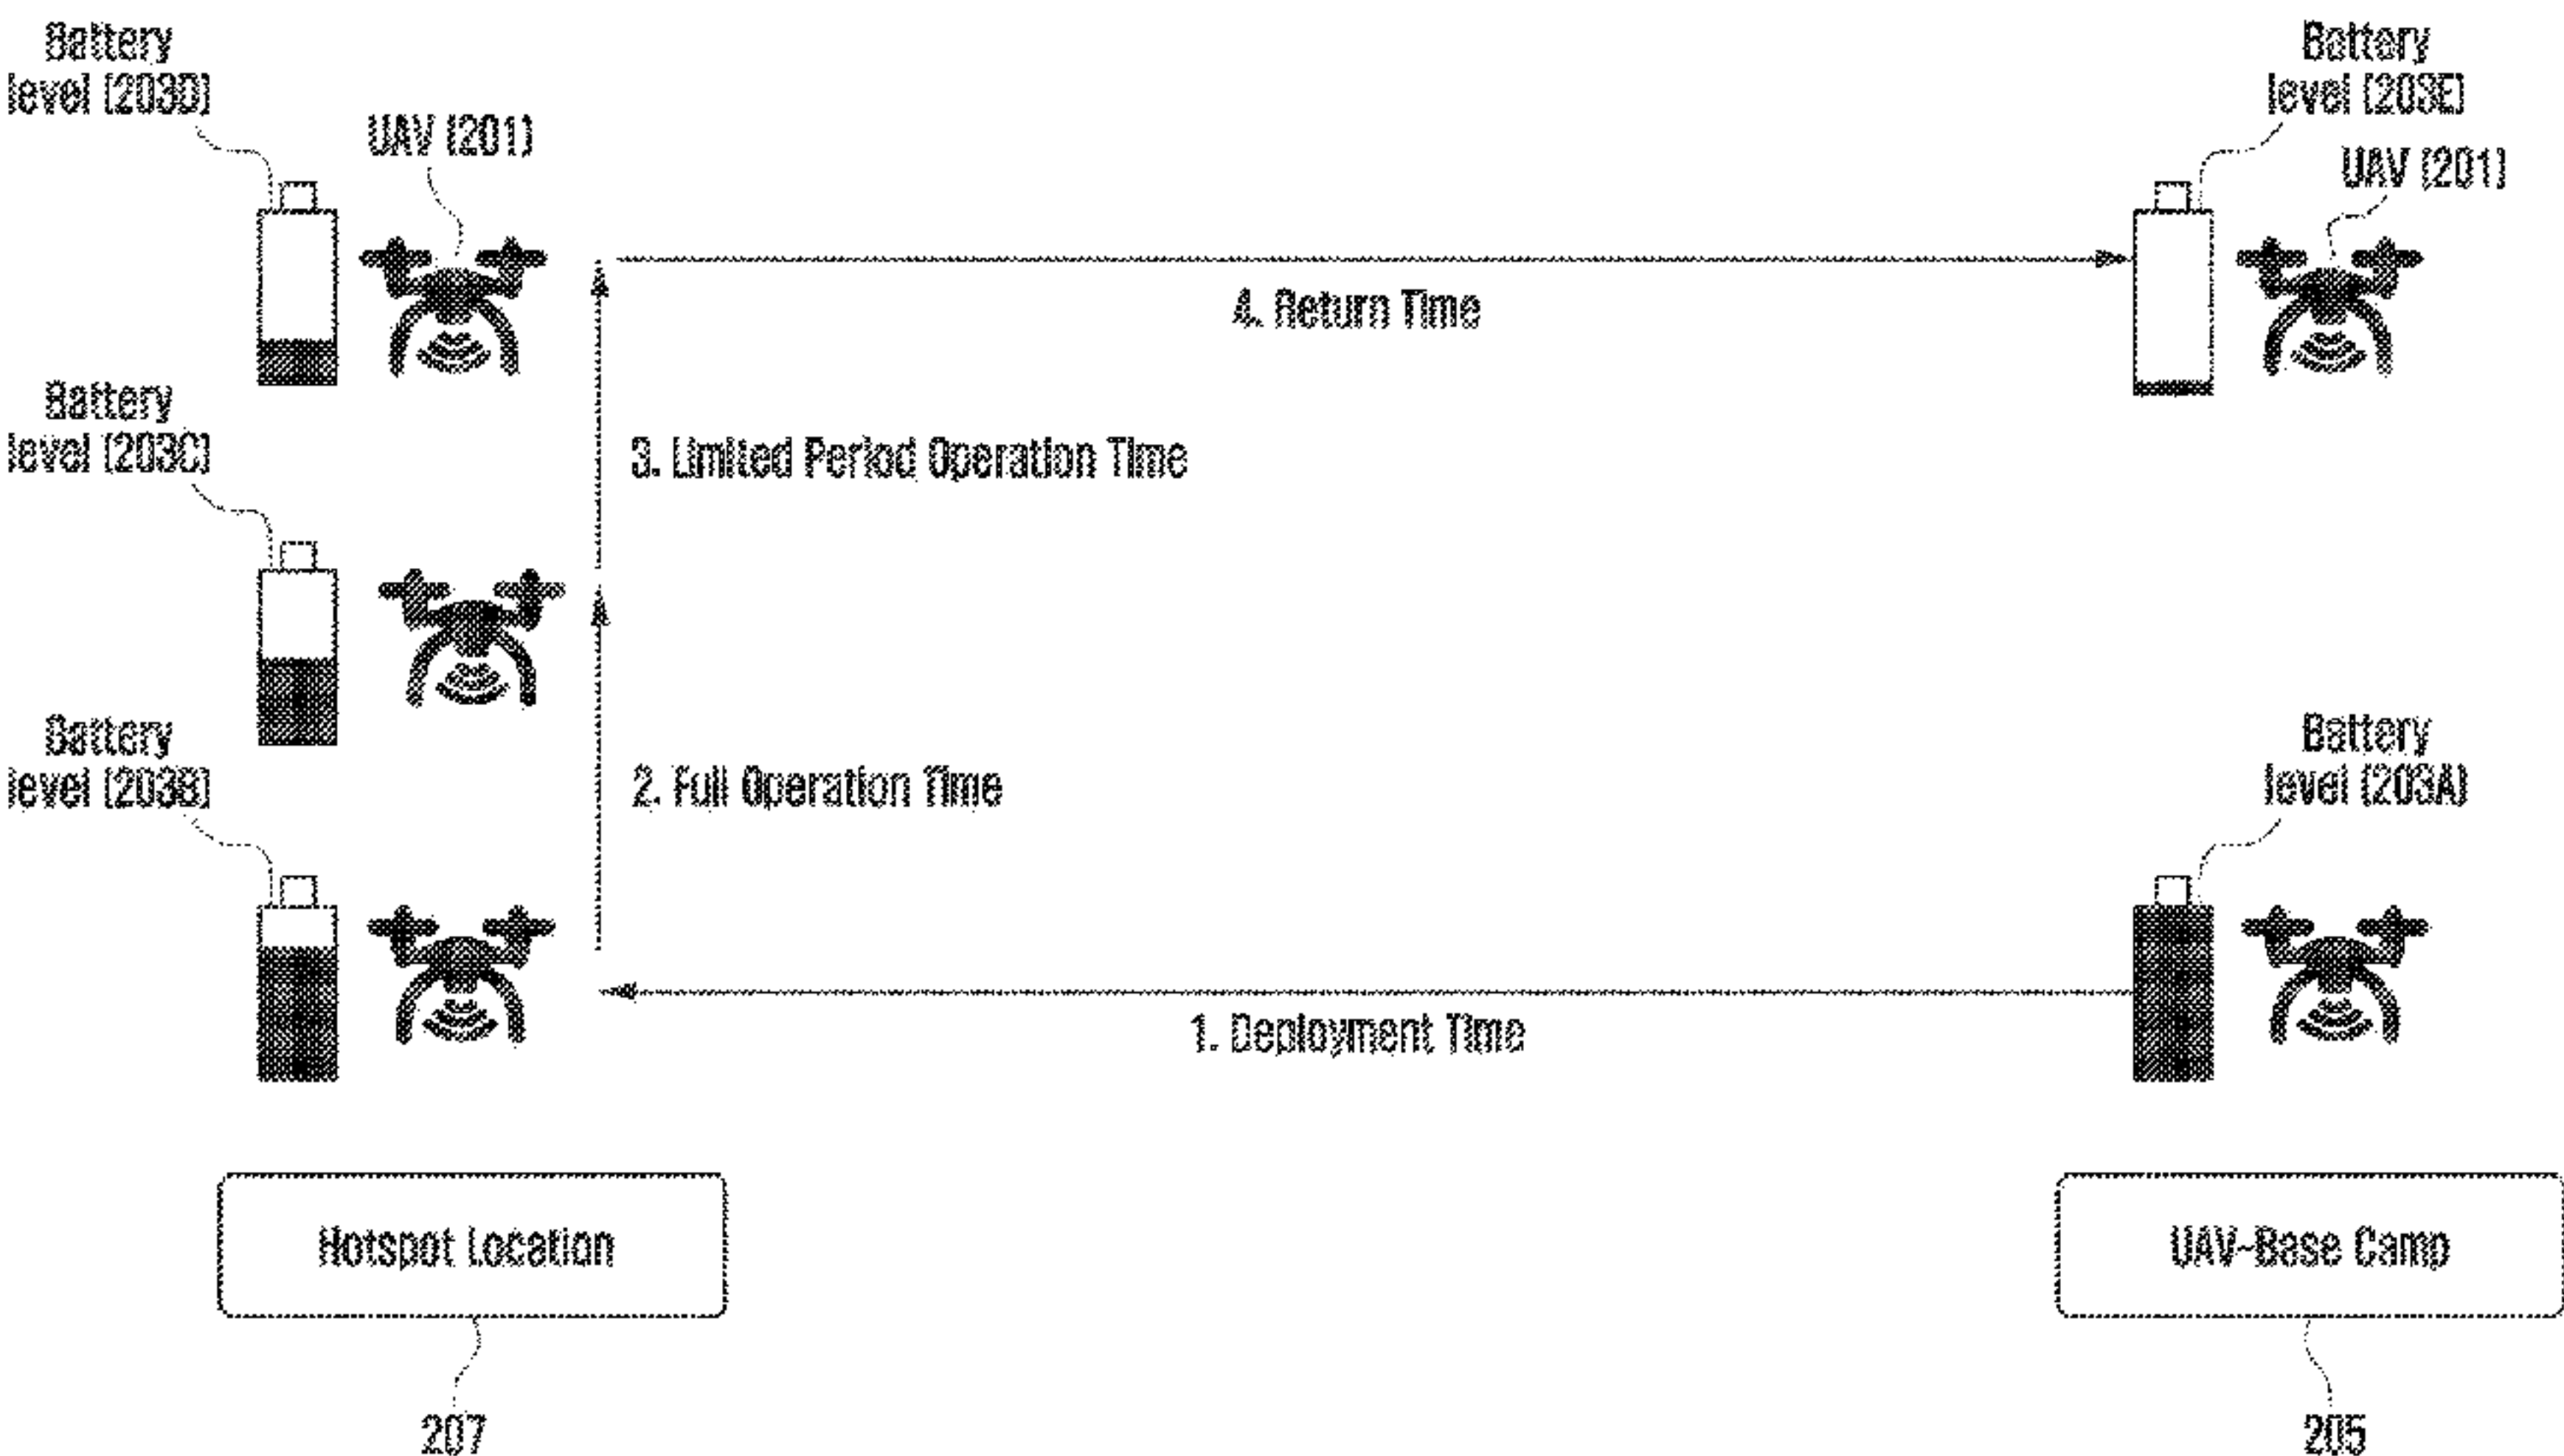 Battery
level (203D)
UAV (201)
Battery
level (203E)
UAV (201)
4. Return Time
Battery
level (203C)
3. Limited Period Operation Time
Battery
level (203B)
2. Full Operation Time
Battery
level (203A)
1. Deployment Time
Hotspot Location
UAV-Base Camp
207
205